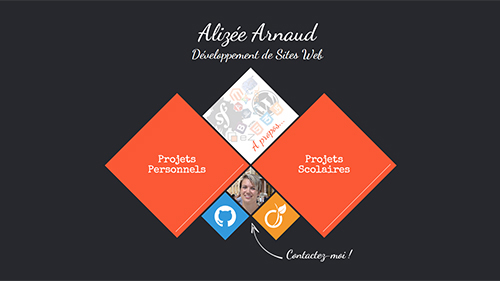 Alizée Arnaud
Développement de Sites Web
A propos...
Projets
Personnels
Projets
Scolaires
Contactez-moi !